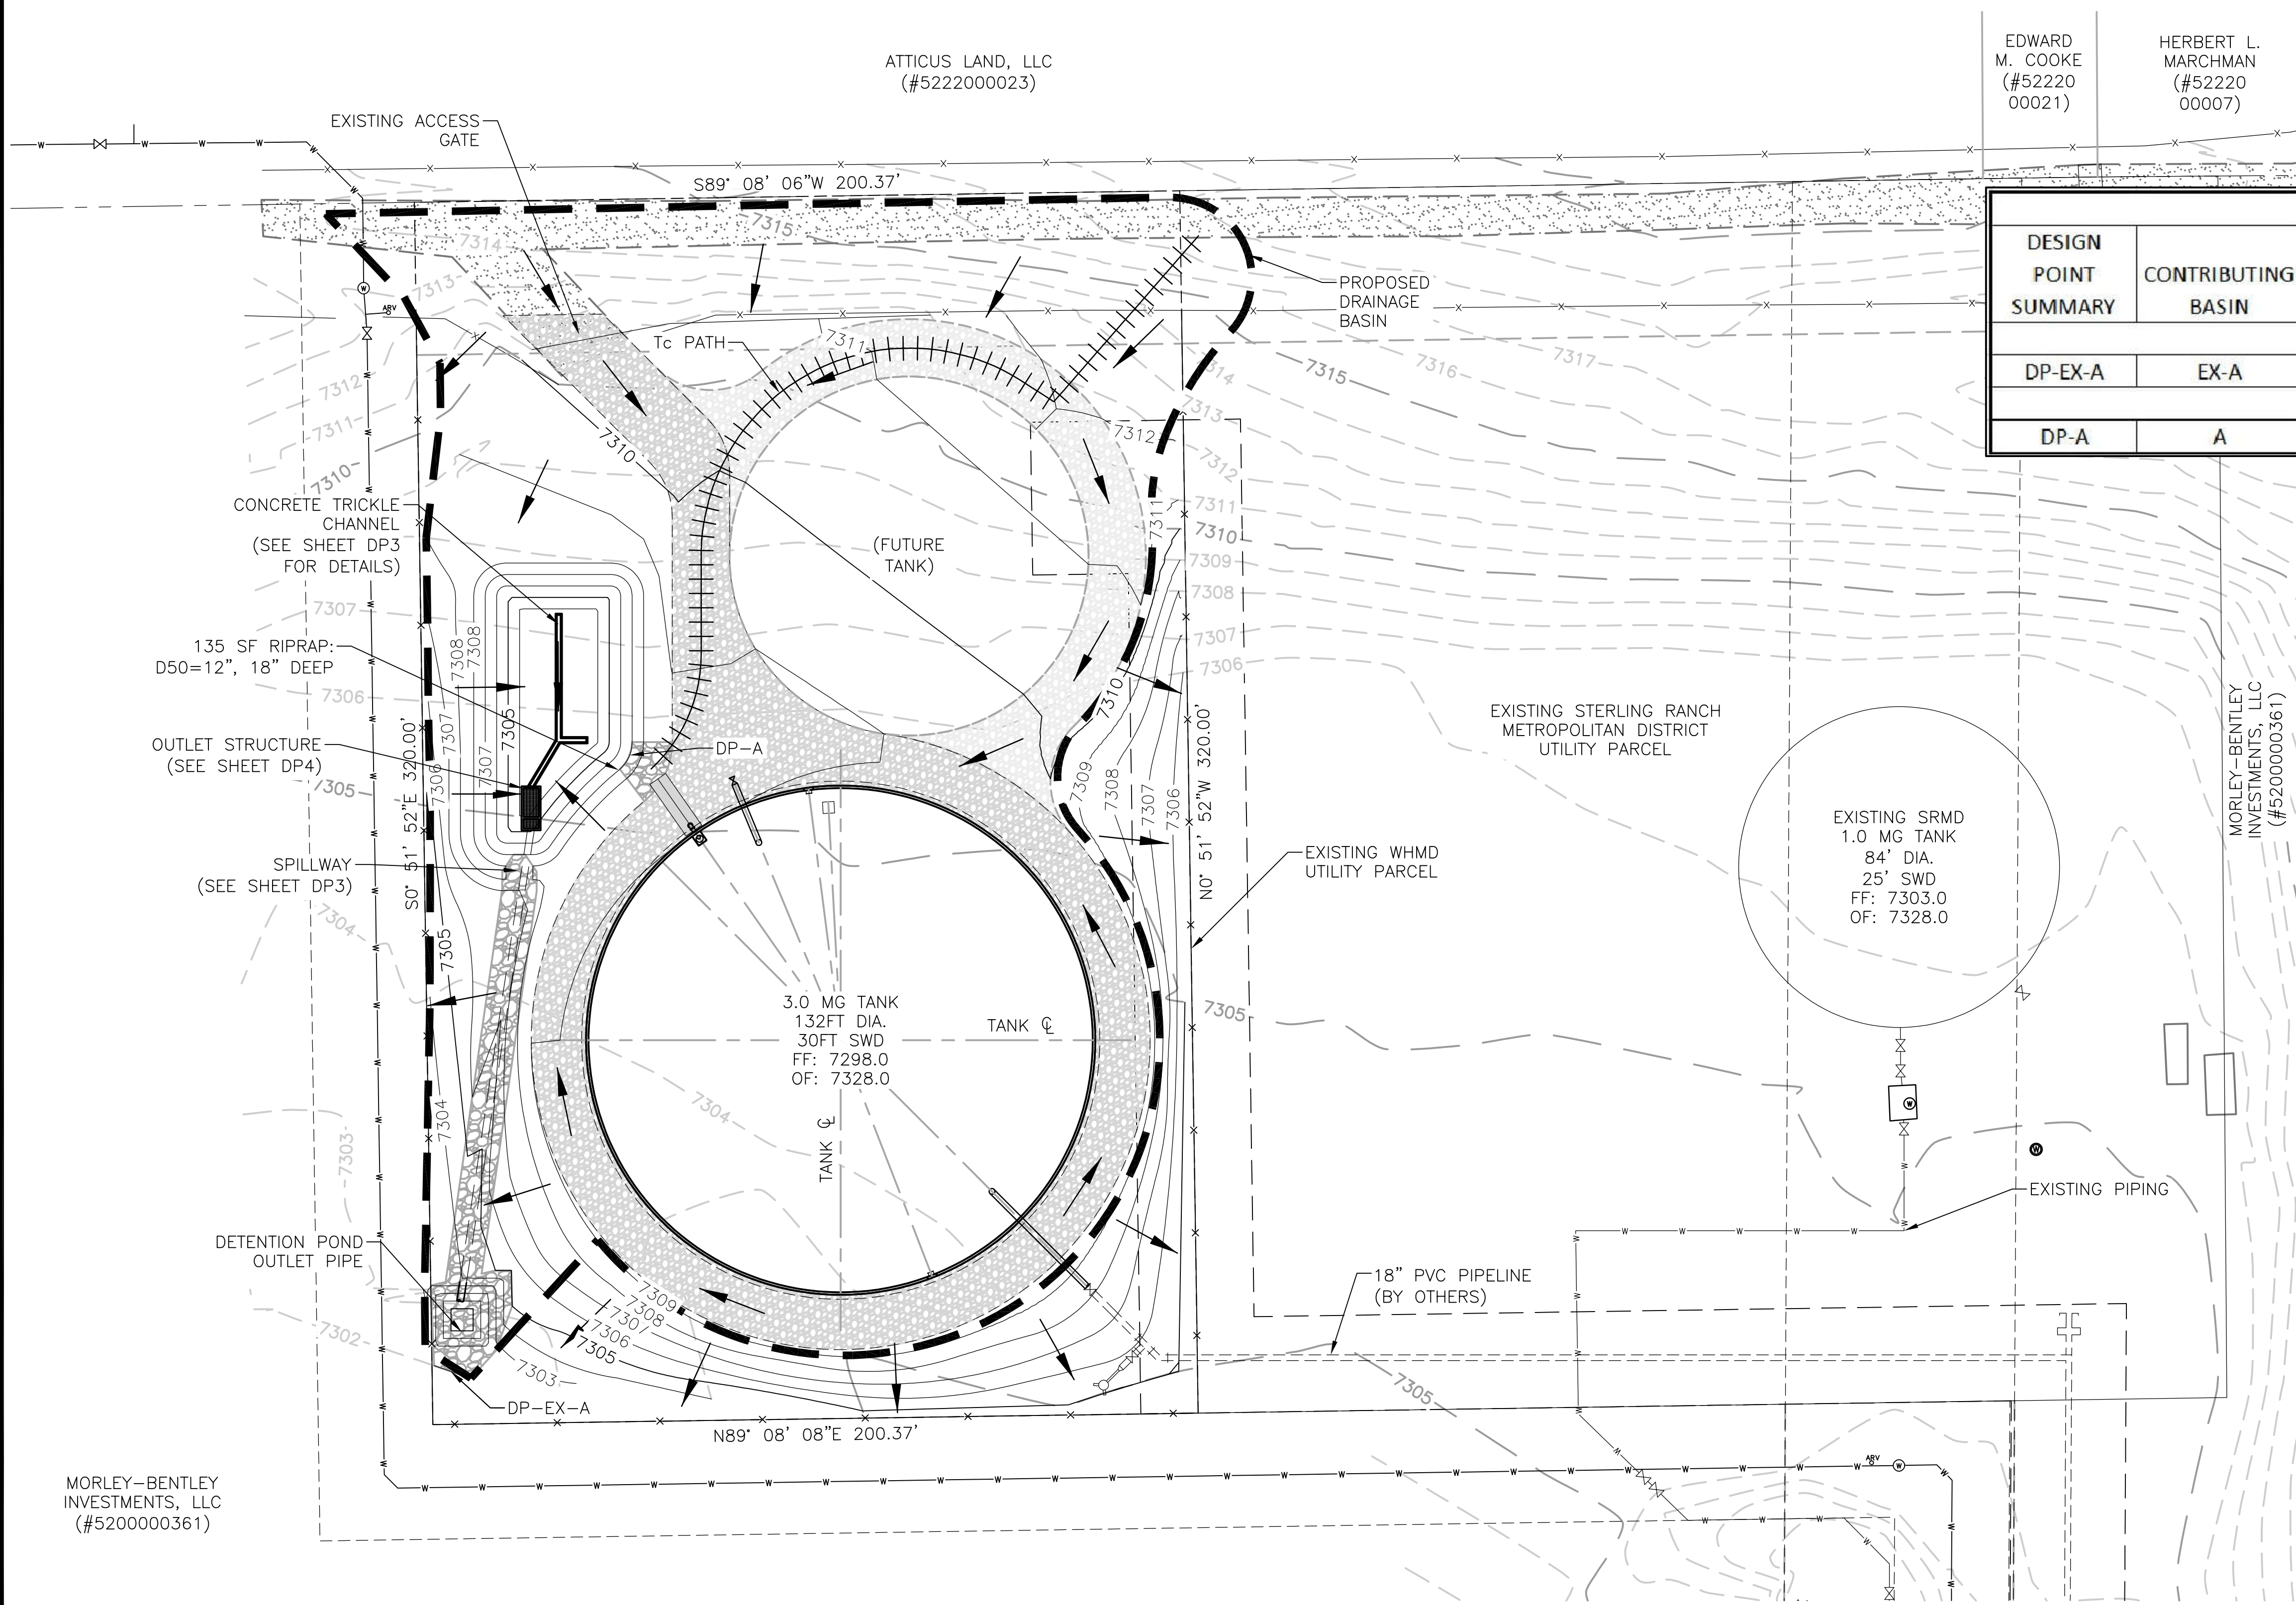 ATTICUS LAND, LLC
(#5222000023)
EDWARD
M. COOKE
(#52220
00021)
HERBERT L.
MARCHMAN
(#52220
00007)
EXISTING ACCESS
GATE
S89° 08' 06"W 200.37'
DESIGN
POINT
SUMMARY
CONTRIBUTING
BASIN
DP-EX-A
EX-A
DP-A
A
7315
7314
7313
7312
7311
7310
PROPOSED
DRAINAGE
BASIN
Tc PATH
7311
7310
7317
7316
7315
7314
7313
7312
7312
7311
7311
7310
7309
7308
7307
7306
CONCRETE TRICKLE
CHANNEL
(SEE SHEET DP3
FOR DETAILS)
(FUTURE
TANK)
7307
135 SF RIPRAP:
D50=12", 18" DEEP
7306
7308
7308
7307
7307
7306
7305
OUTLET STRUCTURE
(SEE SHEET DP4)
7305
DP-A
7310
7309
7308
7307
7306
S0° 51' 52"E 320.00'
N0° 51' 52"W 320.00'
EXISTING STERLING RANCH
METROPOLITAN DISTRICT
UTILITY PARCEL
MORLEY-BENTLEY
INVESTMENTS, LLC
(#5200000361)
EXISTING SRMD
1.0 MG TANK
84' DIA.
25' SWD
FF: 7303.0
OF: 7328.0
SPILLWAY
(SEE SHEET DP3)
EXISTING WHMD
UTILITY PARCEL
7304
7305
7305
3.0 MG TANK
132FT DIA.
30FT SWD
FF: 7298.0
OF: 7328.0
TANK ℄
TANK ℄
7304
7304
7303
EXISTING PIPING
DETENTION POND
OUTLET PIPE
18" PVC PIPELINE
(BY OTHERS)
7302
7309
7308
730
7306
7305
7303
7305
DP-EX-A
N89° 08' 08"E 200.37'
ARV
ARV
MORLEY-BENTLEY
INVESTMENTS, LLC
(#5200000361)